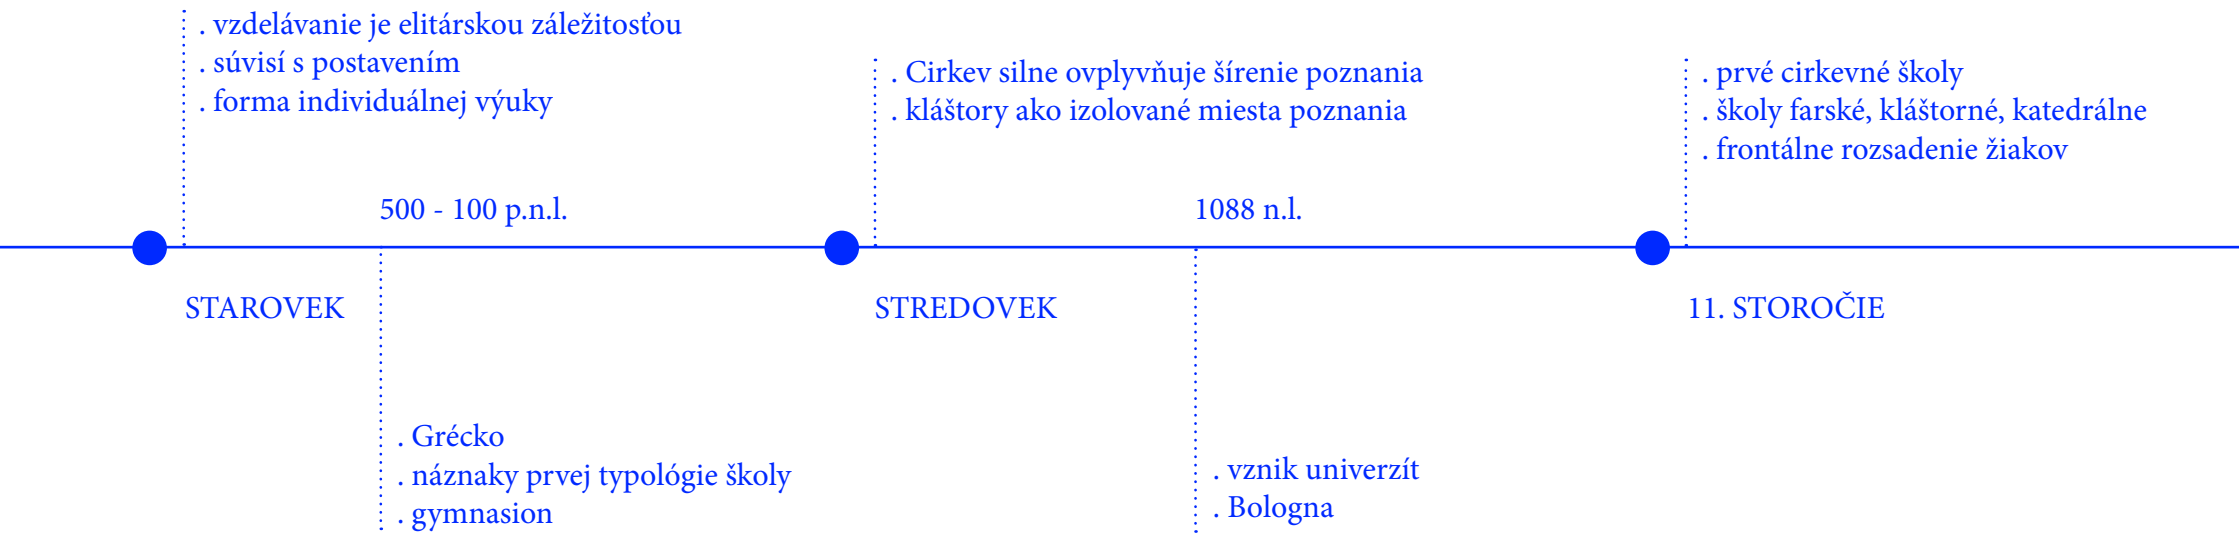 . vzdelávanie je elitárskou záležitosťou
. súvisí s postavením
. forma individuálnej výuky
500 - 100 p.n.l.
STAROVEK
. Grécko
. náznaky prvej typológie školy
. gymnasion
. Cirkev silne ovplyvňuje šírenie poznania
. kláštory ako izolované miesta poznania
1088 n.l.
STREDOVEK
. vznik univerzít
. Bologna
. prvé cirkevné školy
. školy farské, kláštorné, katedrálne
. frontálne rozsadenie žiakov
11. STOROČIE